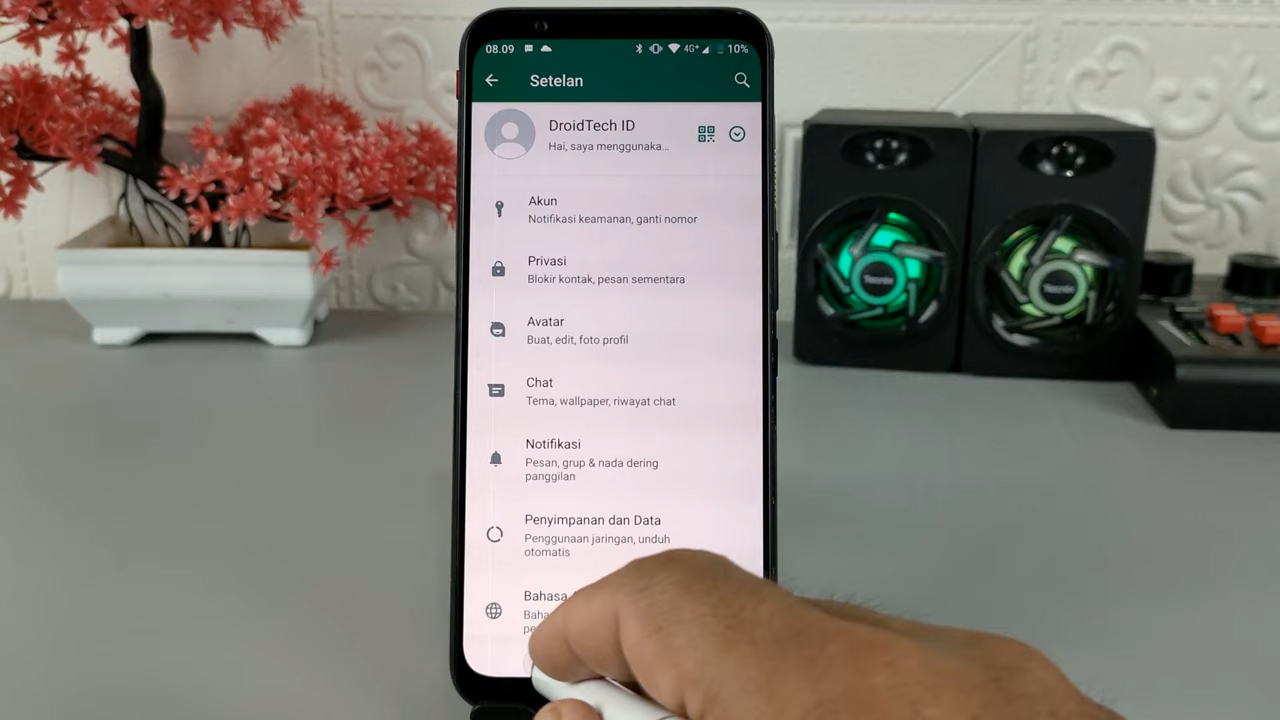 08.09 4G+ 10%
Setelan
DroidTech ID
Hai, saya menggunaka...
Akun
Notifikasi keamanan, ganti nomor
Privasi
Blokir kontak, pesan sementara
Avatar
Buat, edit, foto profil
Chat
Tema, wallpaper, riwayat chat
Notifikasi
Pesan, grup & nada dering
panggilan
Penyimpanan dan Data
Penggunaan jaringan, unduh
otomatis
Bahasa